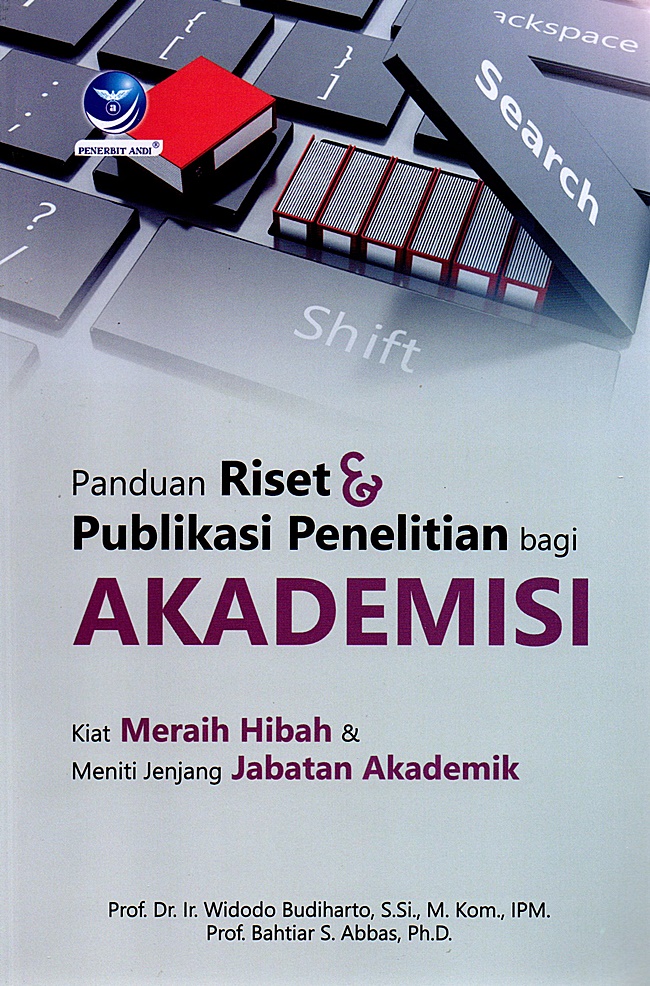 ackspace
Search
{
[
}
]
?
/
PENERBIT ANDI®
Shift
Panduan Riset &
Publikasi Penelitian bagi
AKADEMISI
Kiat Meraih Hibah &
Meniti Jenjang Jabatan Akademik
Prof. Dr. Ir. Widodo Budiharto, S.Si., M. Kom., IPM.
Prof. Bahtiar S. Abbas, Ph.D.